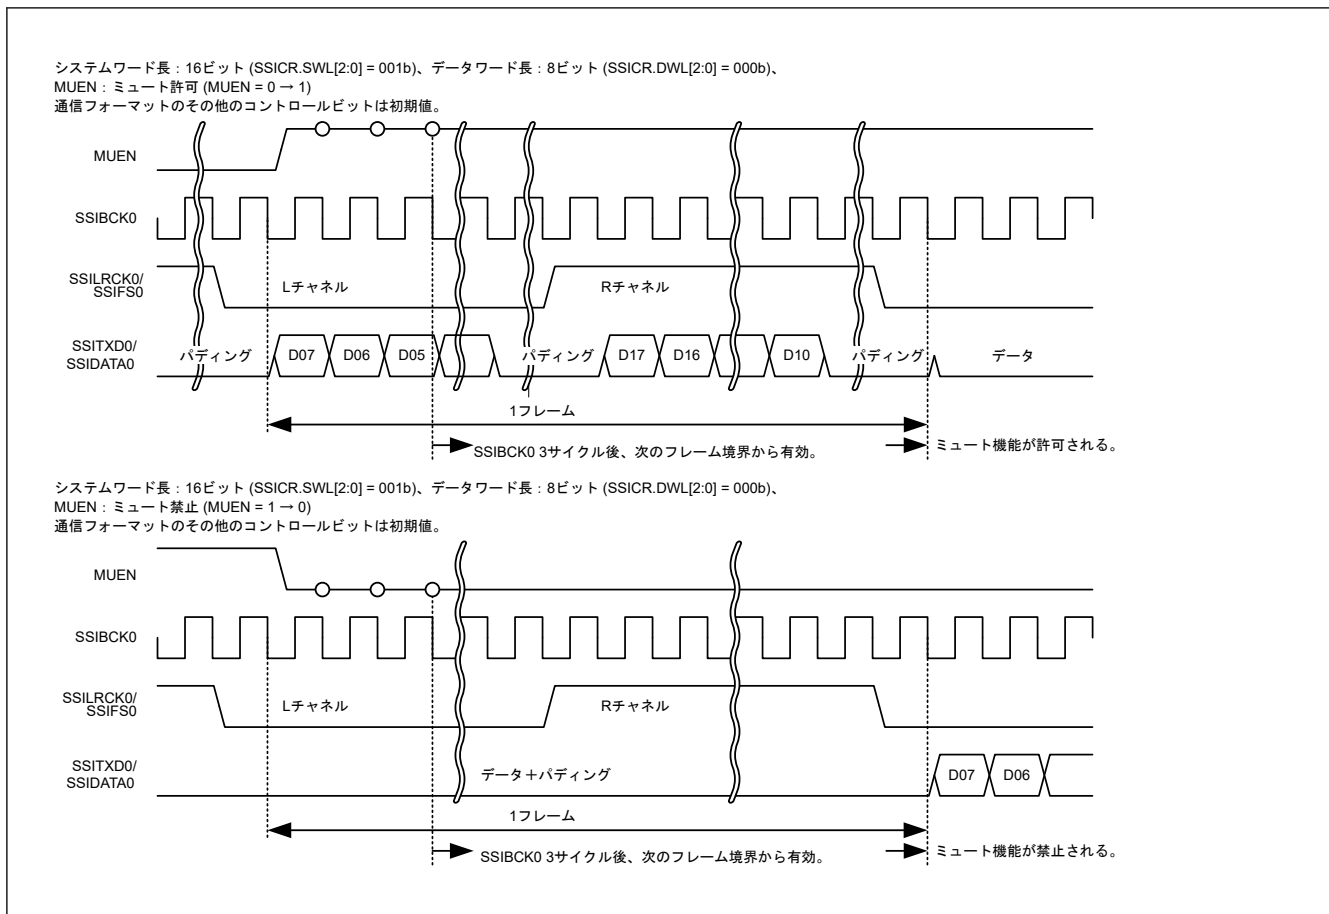 システムワード長：16ビット (SSICR.SWL[2:0] = 001b)、データワード長：8ビット (SSICR.DWL[2:0] = 000b)、
MUEN：ミュート許可 (MUEN = 0 → 1)
通信フォーマットのその他のコントロールビットは初期値。
MUEN
SSIBCK0
SSILRCK0/
SSIFS0
Lチャネル
Rチャネル
SSITXD0/
SSIDATA0
パディング
D07
D06
D05
パディング
D17
D16
D10
パディング
データ
1フレーム
SSIBCK0 3サイクル後、次のフレーム境界から有効。
ミュート機能が許可される。
システムワード長：16ビット (SSICR.SWL[2:0] = 001b)、データワード長：8ビット (SSICR.DWL[2:0] = 000b)、
MUEN：ミュート禁止 (MUEN = 1 → 0)
通信フォーマットのその他のコントロールビットは初期値。
MUEN
SSIBCK0
SSILRCK0/
SSIFS0
Lチャネル
Rチャネル
SSITXD0/
SSIDATA0
データ＋パディング
D07
D06
1フレーム
SSIBCK0 3サイクル後、次のフレーム境界から有効。
ミュート機能が禁止される。